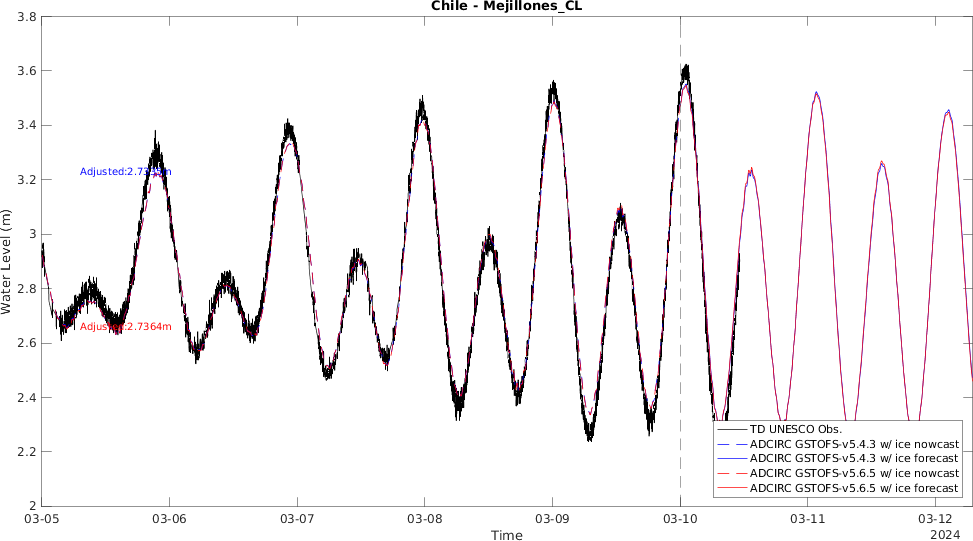 Chile - Mejillones_CL
3.8
3.6
3.4
3.2
3
2.8
2.6
2.4
2.2
2
Water Level (m)
Adjusted:
Adjusted:2.7364m
TD UNESCO Obs.
ADCIRC GSTOFS-v5.4.3 w/ ice nowcast
ADCIRC GSTOFS-v5.4.3 w/ ice forecast
ADCIRC GSTOFS-v5.6.5 w/ ice nowcast
ADCIRC GSTOFS-v5.6.5 w/ ice forecast
03-05 03-06 03-07 03-08 03-09 03-10 03-11 03-12
Time
2024